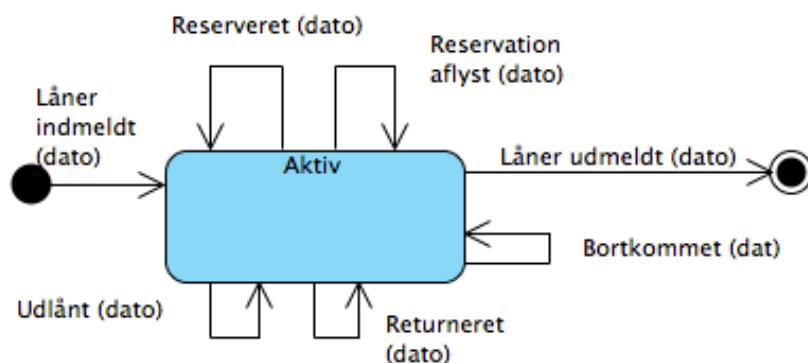 Reserveret (dato)
Reservation
aflyst (dato)
Låner
indmeldt
(dato)
Aktiv
Låner udmeldt (dato)
Bortkommet (dat)
Udlånt (dato)
Returneret
(dato)